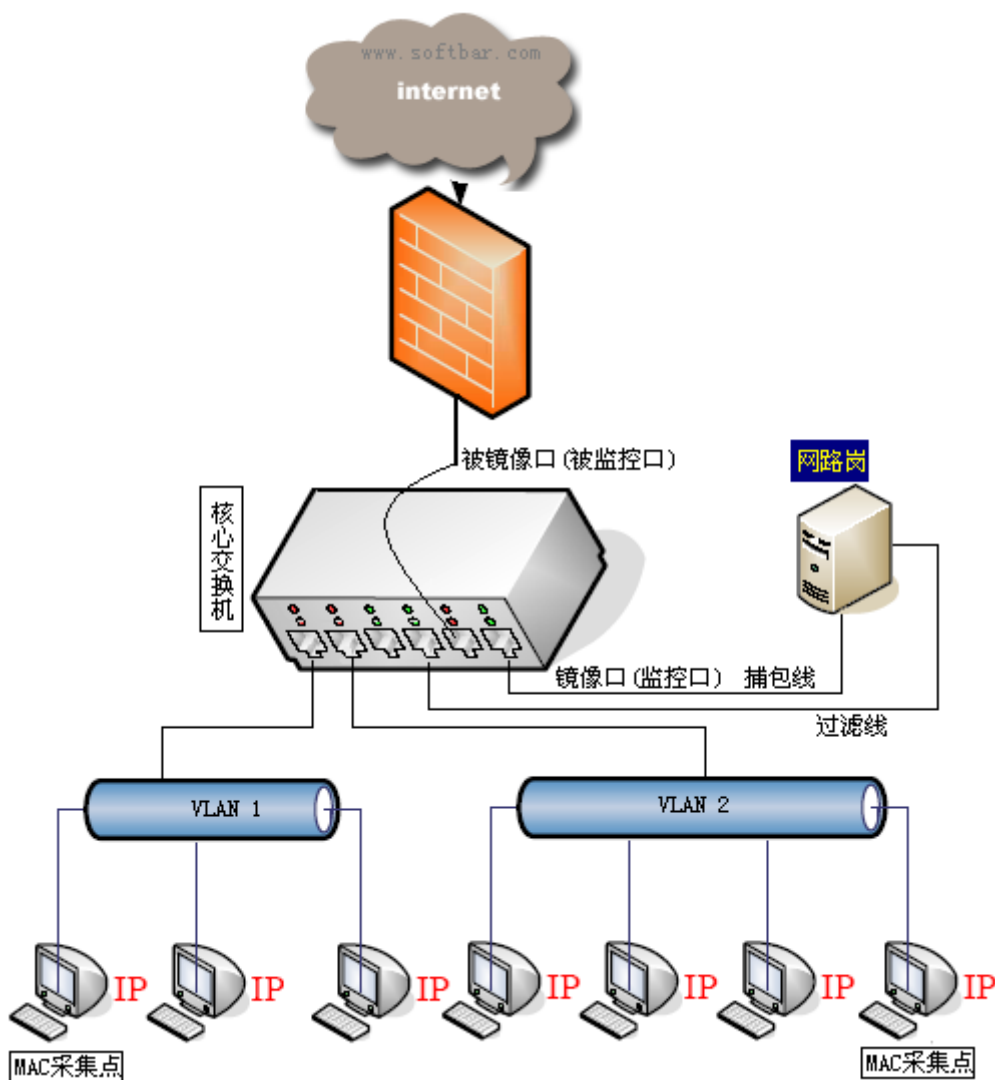 www.softbar.com
internet
被镜像口(被监控口)
网路岗
核心交换机
镜像口(监控口) 捕包线
过滤线
VLAN 1
VLAN 2
IP
IP
IP
IP
IP
IP
IP
MAC采集点
MAC采集点